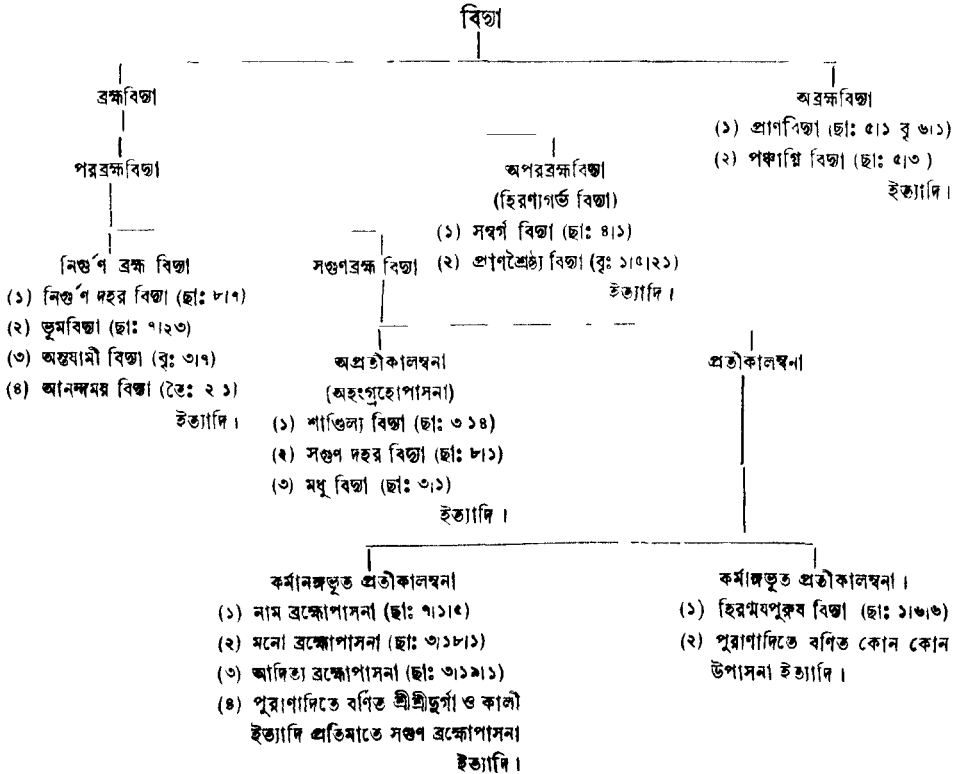 বিদ্যা
ব্রহ্মবিদ্যা
অব্রহ্মবিদ্যা
(১) প্রাণবিদ্যা (ছাঃ ৫।১ বৃ ৬।১)
(২) পঞ্চাগ্নি বিদ্যা (ছাঃ ৫।৩)
ইত্যাদি।
পরব্রহ্মবিদ্যা
অপরব্রহ্মবিদ্যা
(হিরণ্যগর্ভ বিদ্যা)
(১) সম্বর্গ বিদ্যা (ছাঃ ৪।১)
(২) প্রাণশ্রৈষ্ঠ্য বিদ্যা (বৃঃ ১।৫।২১)
ইত্যাদি।
নির্গুণ ব্রহ্ম বিদ্যা
(১) নির্গুণ দহর বিদ্যা (ছাঃ ৮।৭)
(২) ভূমবিদ্যা (ছাঃ ৭।২৩)
(৩) অন্তযামী বিদ্যা (বৃঃ ৩।৭)
(৪) আনন্দময় বিদ্যা (তৈঃ ২ ১)
ইত্যাদি।
সগুণব্রহ্ম বিদ্যা
অপ্রতীকালম্বনা
(অহংগ্রহোপাসনা)
(১) শাণ্ডিল্য বিদ্যা (ছাঃ ৩ ১৪)
(২) সগুণ দহর বিদ্যা (ছাঃ ৮।১)
(৩) মধু বিদ্যা (ছাঃ ৩।১)
ইত্যাদি।
প্রতীকালম্বনা
কর্মানঙ্গভূত প্রতীকালম্বনা
(১) নাম ব্রহ্মোপাসনা (ছাঃ ৭।১।৫)
(২) মনো ব্রহ্মোপাসনা (ছাঃ ৩।১৮।১)
(৩) আদিত্য ব্রহ্মোপাসনা (ছাঃ ৩।১৯।১)
(৪) পুরাণাদিতে বর্ণিত শ্রীশ্রীদুর্গা ও কালী
ইত্যাদি প্রতিমাতে সগুণ ব্রহ্মোপাসনা
ইত্যাদি।
কর্মাঙ্গভূত প্রতীকালম্বনা।
(১) হিরণ্ময়পুরুষ বিদ্যা (ছাঃ ১।৬।৬)
(২) পুরাণাদিতে বর্ণিত কোন কোন
উপাসনা ইত্যাদি।